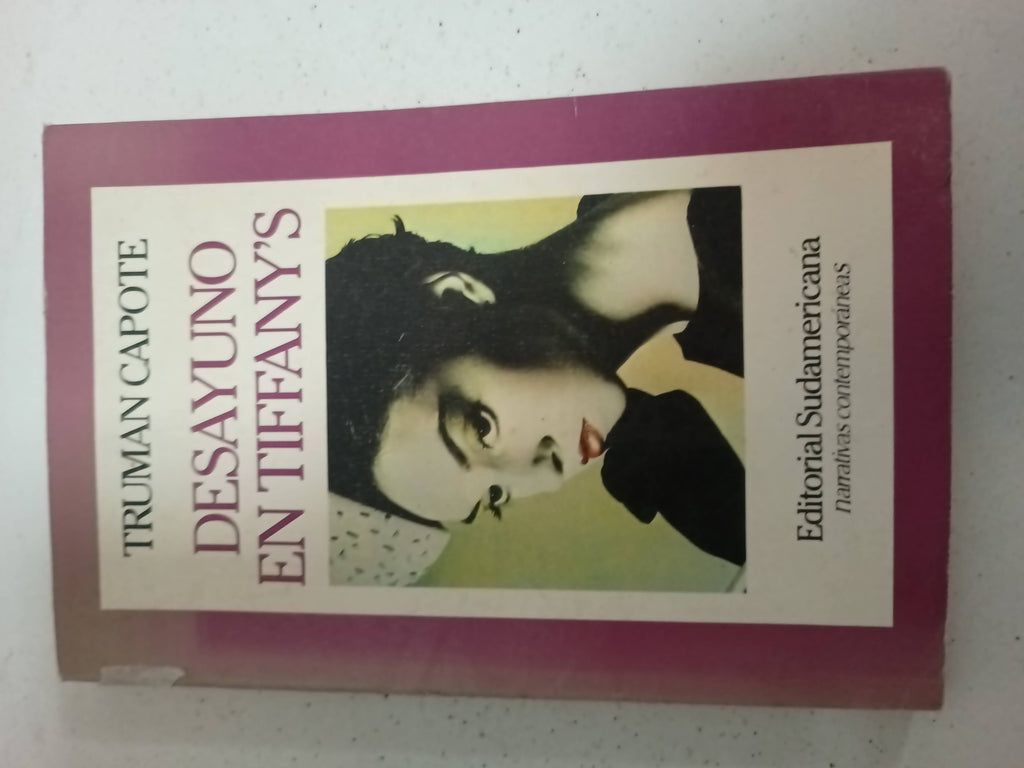 TRUMAN CAPOTE
DESAYUNO
EN TIFFANY'S
Editorial Sudamericana
narrativas contemporáneas